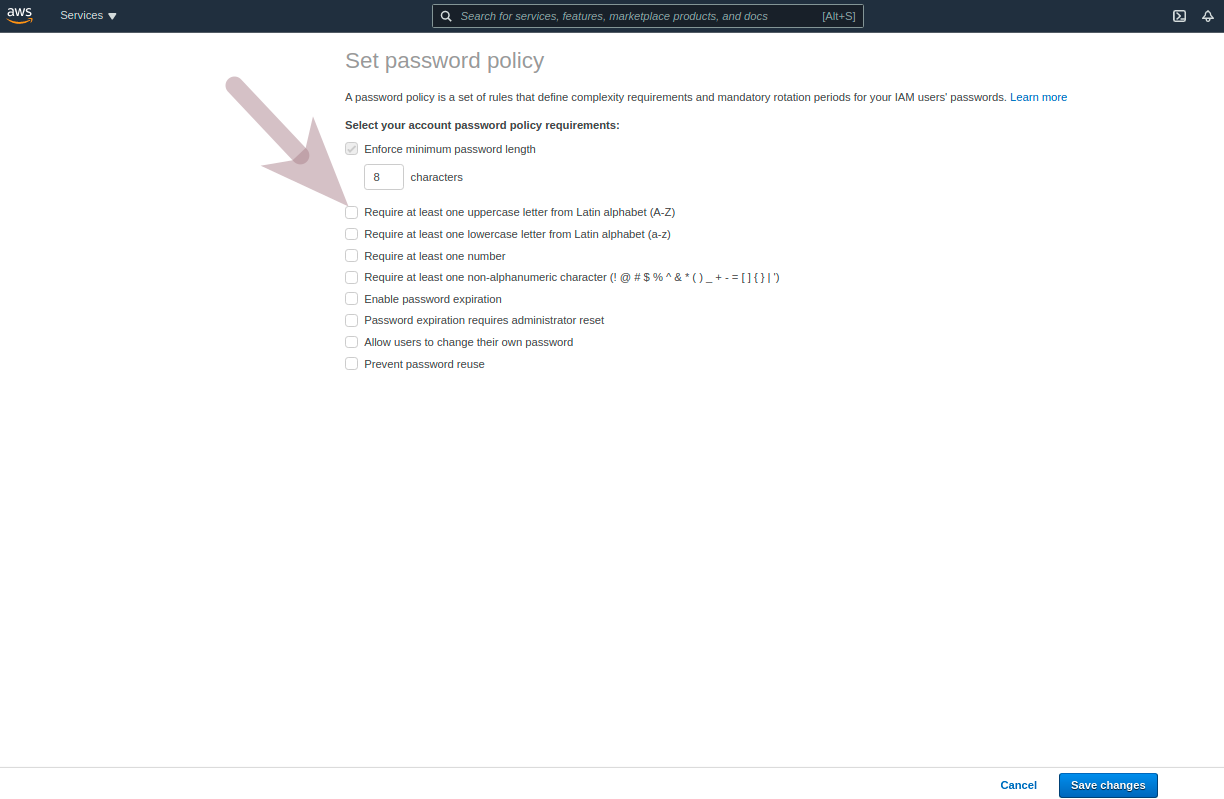 aws Services Search for services, features, marketplace products, and docs [Alt+S]
Set password policy
A password policy is a set of rules that define complexity requirements and mandatory rotation periods for your IAM users' passwords. Learn more
Select your account password policy requirements:
Enforce minimum password length
8 characters
Require at least one uppercase letter from Latin alphabet (A-Z)
Require at least one lowercase letter from Latin alphabet (a-z)
Require at least one number
Require at least one non-alphanumeric character (! @ # $ % ^ & * ( ) _ + - = [ ] { } | ')
Enable password expiration
Password expiration requires administrator reset
Allow users to change their own password
Prevent password reuse
Cancel Save changes